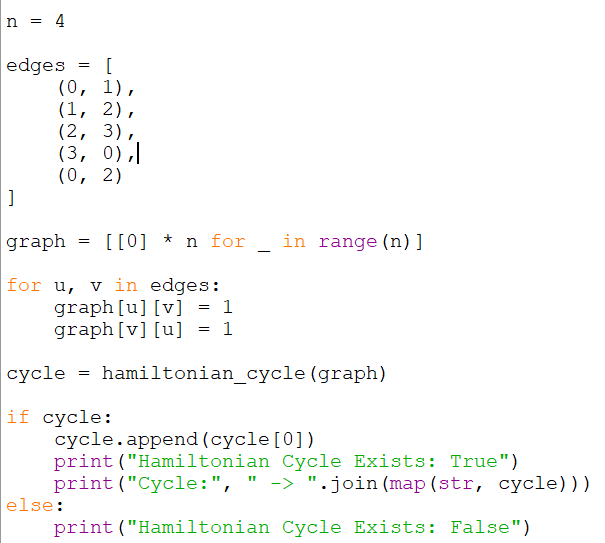 n = 4
edges = [
    (0, 1),
    (1, 2),
    (2, 3),
    (3, 0),
    (0, 2)
]
graph = [[0] * n for _ in range(n)]
for u, v in edges:
    graph[u][v] = 1
    graph[v][u] = 1
cycle = hamiltonian_cycle(graph)
if cycle:
    cycle.append(cycle[0])
    print("Hamiltonian Cycle Exists: True")
    print("Cycle:", " -> ".join(map(str, cycle)))
else:
    print("Hamiltonian Cycle Exists: False")